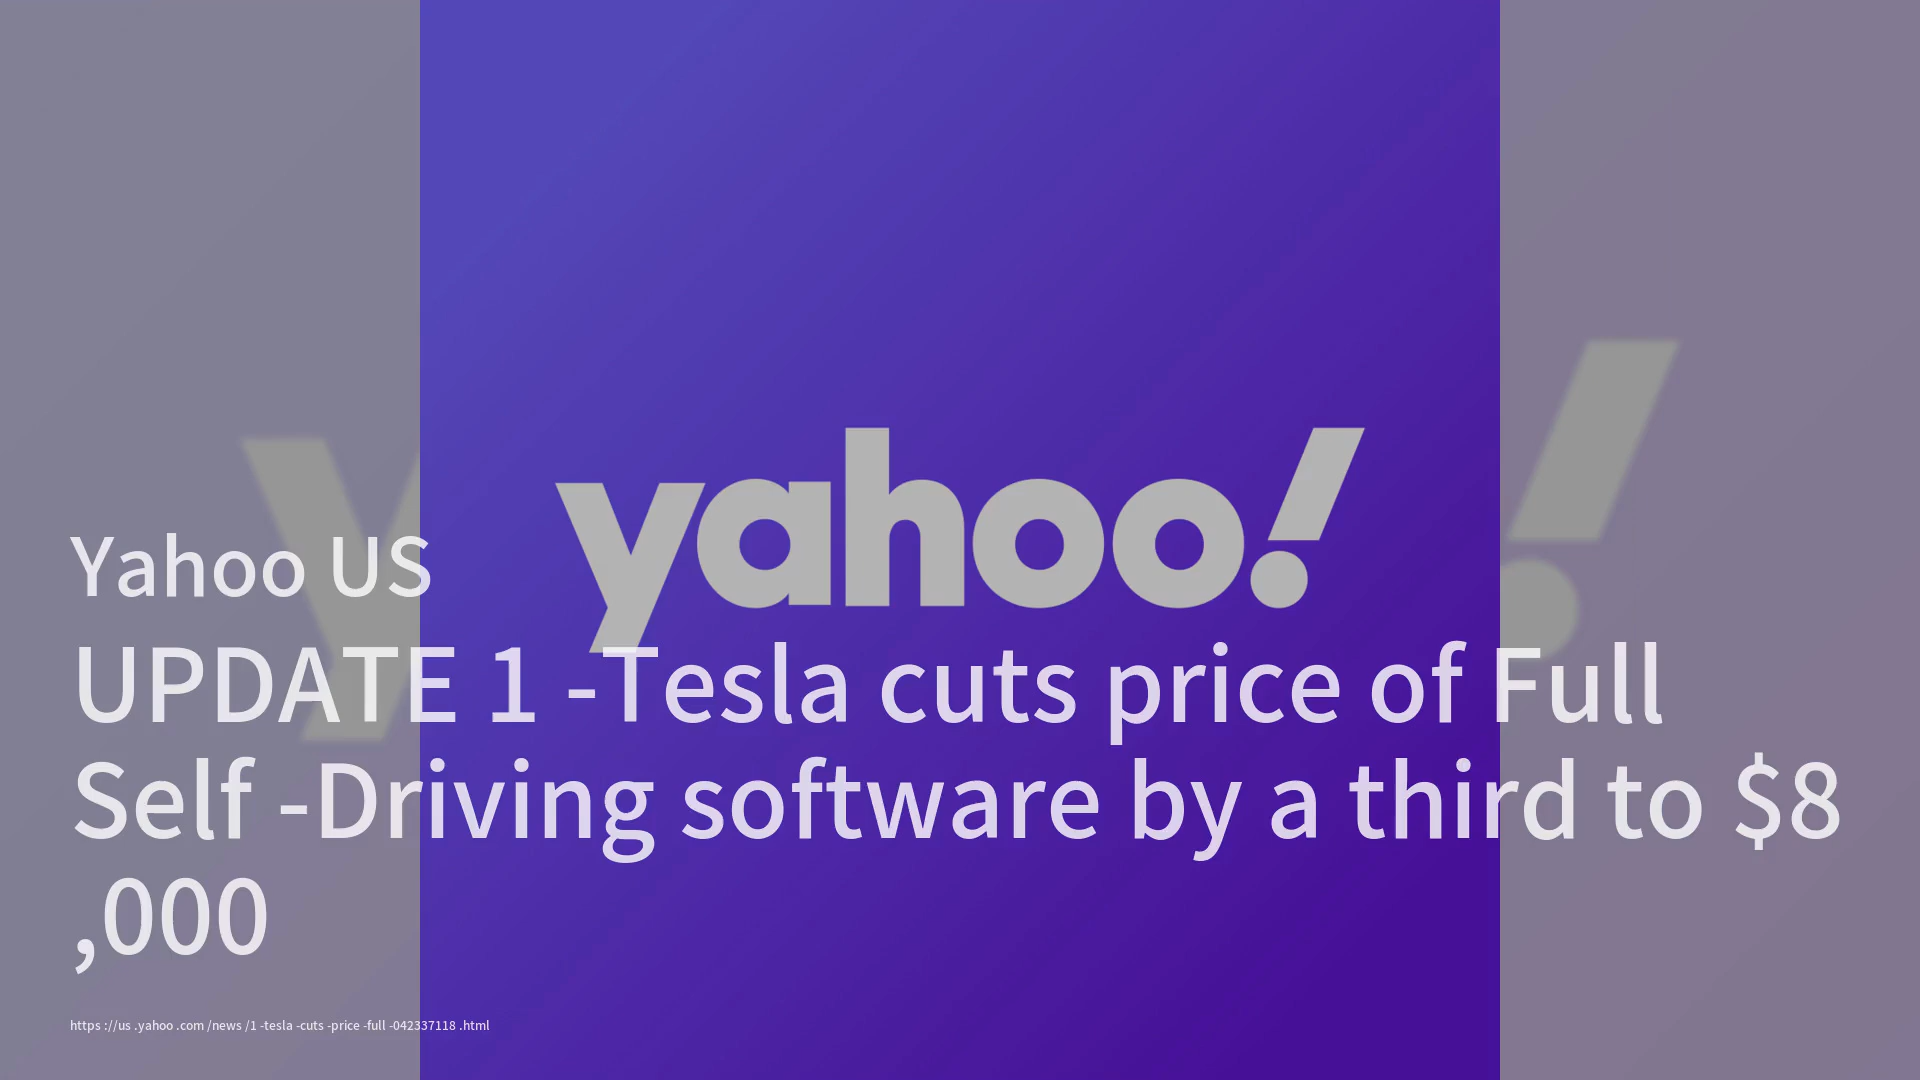 yahoo!
Yahoo US
UPDATE 1 -Tesla cuts price of Full
Self -Driving software by a third to $8
,000
https ://us .yahoo .com /news /1 -tesla -cuts -price -full -042337118 .html